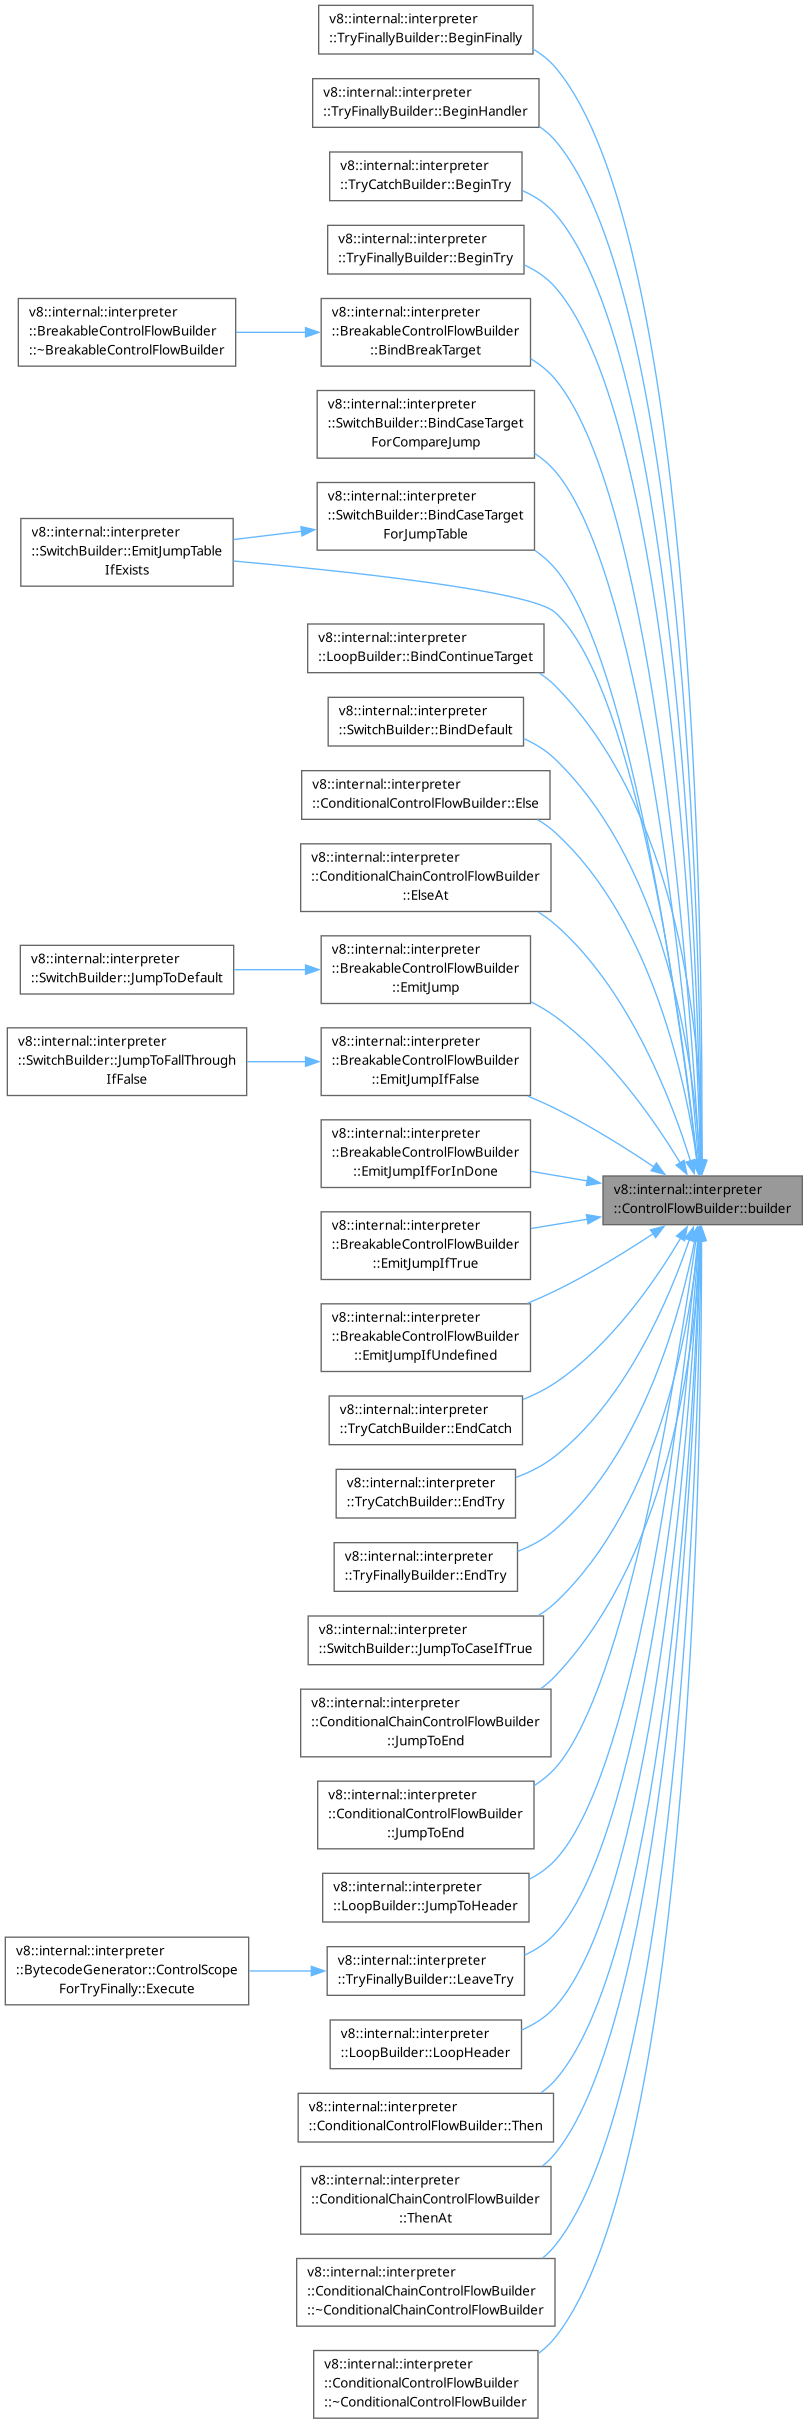 v8::internal::interpreter
::TryFinallyBuilder::BeginFinally
v8::internal::interpreter
::TryFinallyBuilder::BeginHandler
v8::internal::interpreter
::TryCatchBuilder::BeginTry
v8::internal::interpreter
::TryFinallyBuilder::BeginTry
v8::internal::interpreter
::BreakableControlFlowBuilder
::~BreakableControlFlowBuilder
v8::internal::interpreter
::BreakableControlFlowBuilder
::BindBreakTarget
v8::internal::interpreter
::SwitchBuilder::BindCaseTarget
ForCompareJump
v8::internal::interpreter
::SwitchBuilder::BindCaseTarget
ForJumpTable
v8::internal::interpreter
::SwitchBuilder::EmitJumpTable
IfExists
v8::internal::interpreter
::LoopBuilder::BindContinueTarget
v8::internal::interpreter
::SwitchBuilder::BindDefault
v8::internal::interpreter
::ConditionalControlFlowBuilder::Else
v8::internal::interpreter
::ConditionalChainControlFlowBuilder
::ElseAt
v8::internal::interpreter
::SwitchBuilder::JumpToDefault
v8::internal::interpreter
::BreakableControlFlowBuilder
::EmitJump
v8::internal::interpreter
::SwitchBuilder::JumpToFallThrough
IfFalse
v8::internal::interpreter
::BreakableControlFlowBuilder
::EmitJumpIfFalse
v8::internal::interpreter
::BreakableControlFlowBuilder
::EmitJumpIfForInDone
v8::internal::interpreter
::ControlFlowBuilder::builder
v8::internal::interpreter
::BreakableControlFlowBuilder
::EmitJumpIfTrue
v8::internal::interpreter
::BreakableControlFlowBuilder
::EmitJumpIfUndefined
v8::internal::interpreter
::TryCatchBuilder::EndCatch
v8::internal::interpreter
::TryCatchBuilder::EndTry
v8::internal::interpreter
::TryFinallyBuilder::EndTry
v8::internal::interpreter
::SwitchBuilder::JumpToCaseIfTrue
v8::internal::interpreter
::ConditionalChainControlFlowBuilder
::JumpToEnd
v8::internal::interpreter
::ConditionalControlFlowBuilder
::JumpToEnd
v8::internal::interpreter
::LoopBuilder::JumpToHeader
v8::internal::interpreter
::BytecodeGenerator::ControlScope
ForTryFinally::Execute
v8::internal::interpreter
::TryFinallyBuilder::LeaveTry
v8::internal::interpreter
::LoopBuilder::LoopHeader
v8::internal::interpreter
::ConditionalControlFlowBuilder::Then
v8::internal::interpreter
::ConditionalChainControlFlowBuilder
::ThenAt
v8::internal::interpreter
::ConditionalChainControlFlowBuilder
::~ConditionalChainControlFlowBuilder
v8::internal::interpreter
::ConditionalControlFlowBuilder
::~ConditionalControlFlowBuilder